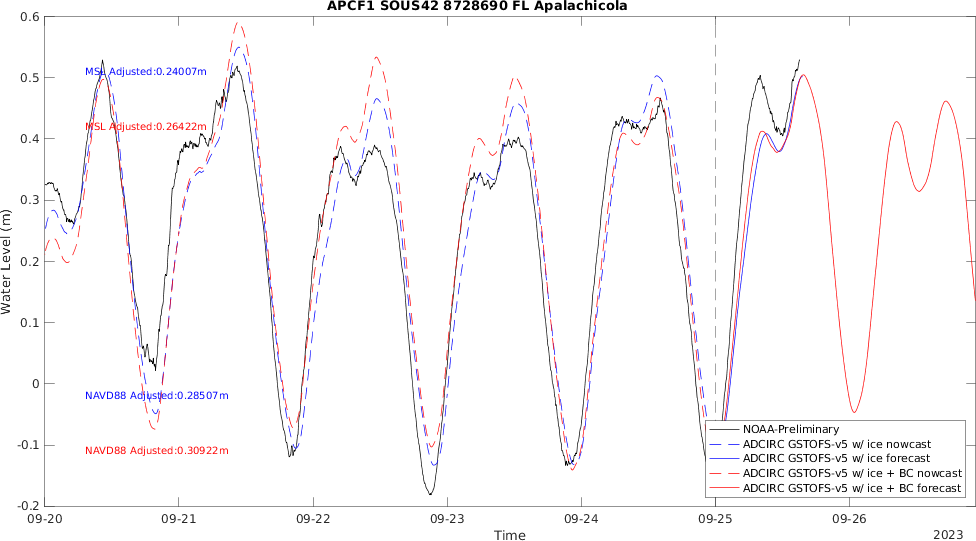 APCF1 SOUS42 8728690 FL Apalachicola
0.6
0.5
0.4
0.3
0.2
0.1
0
-0.1
-0.2
Water Level (m)
MSL Adjusted:0.24007m
MSL Adjusted:0.26422m
NAVD88 Adjusted:0.28507m
NAVD88 Adjusted:0.30922m
NOAA-Preliminary
ADCIRC GSTOFS-v5 w/ ice nowcast
ADCIRC GSTOFS-v5 w/ ice forecast
ADCIRC GSTOFS-v5 w/ ice + BC nowcast
ADCIRC GSTOFS-v5 w/ ice + BC forecast
09-20 09-21 09-22 09-23 09-24 09-25 09-26
Time
2023